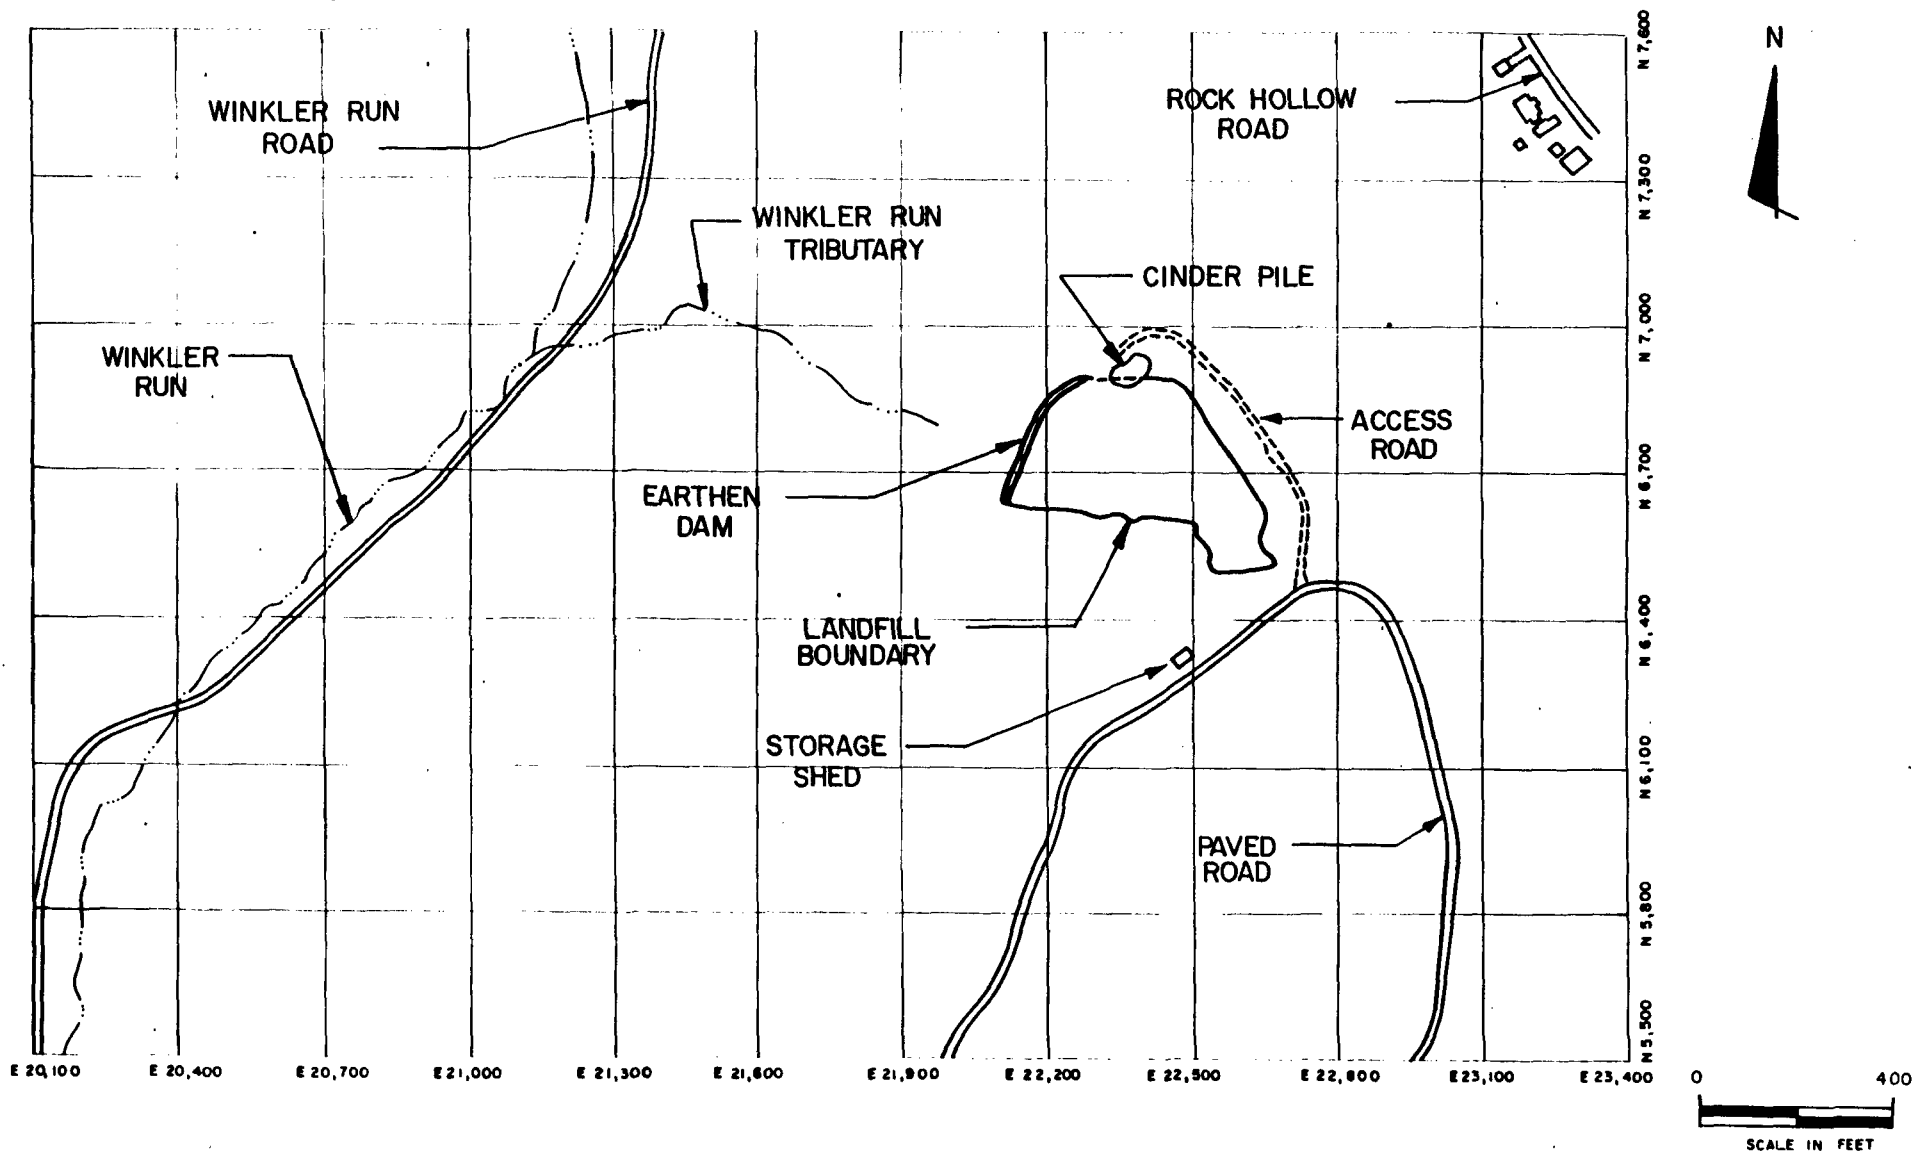 N
WINKLER RUN
ROAD
ROCK HOLLOW
ROAD
WINKLER RUN
TRIBUTARY
CINDER PILE
WINKLER
RUN
ACCESS
ROAD
EARTHEN
DAM
LANDFILL
BOUNDARY
STORAGE
SHED
PAVED
ROAD
N 7,600
N 7,300
N 7,000
N 6,700
N 6,400
N 6,100
N 5,800
N 5,500
E 20,100
E 20,400
E 20,700
E 21,000
E 21,300
E 21,600
E 21,900
E 22,200
E 22,500
E 22,800
E 23,100
E 23,400
0 400
SCALE IN FEET